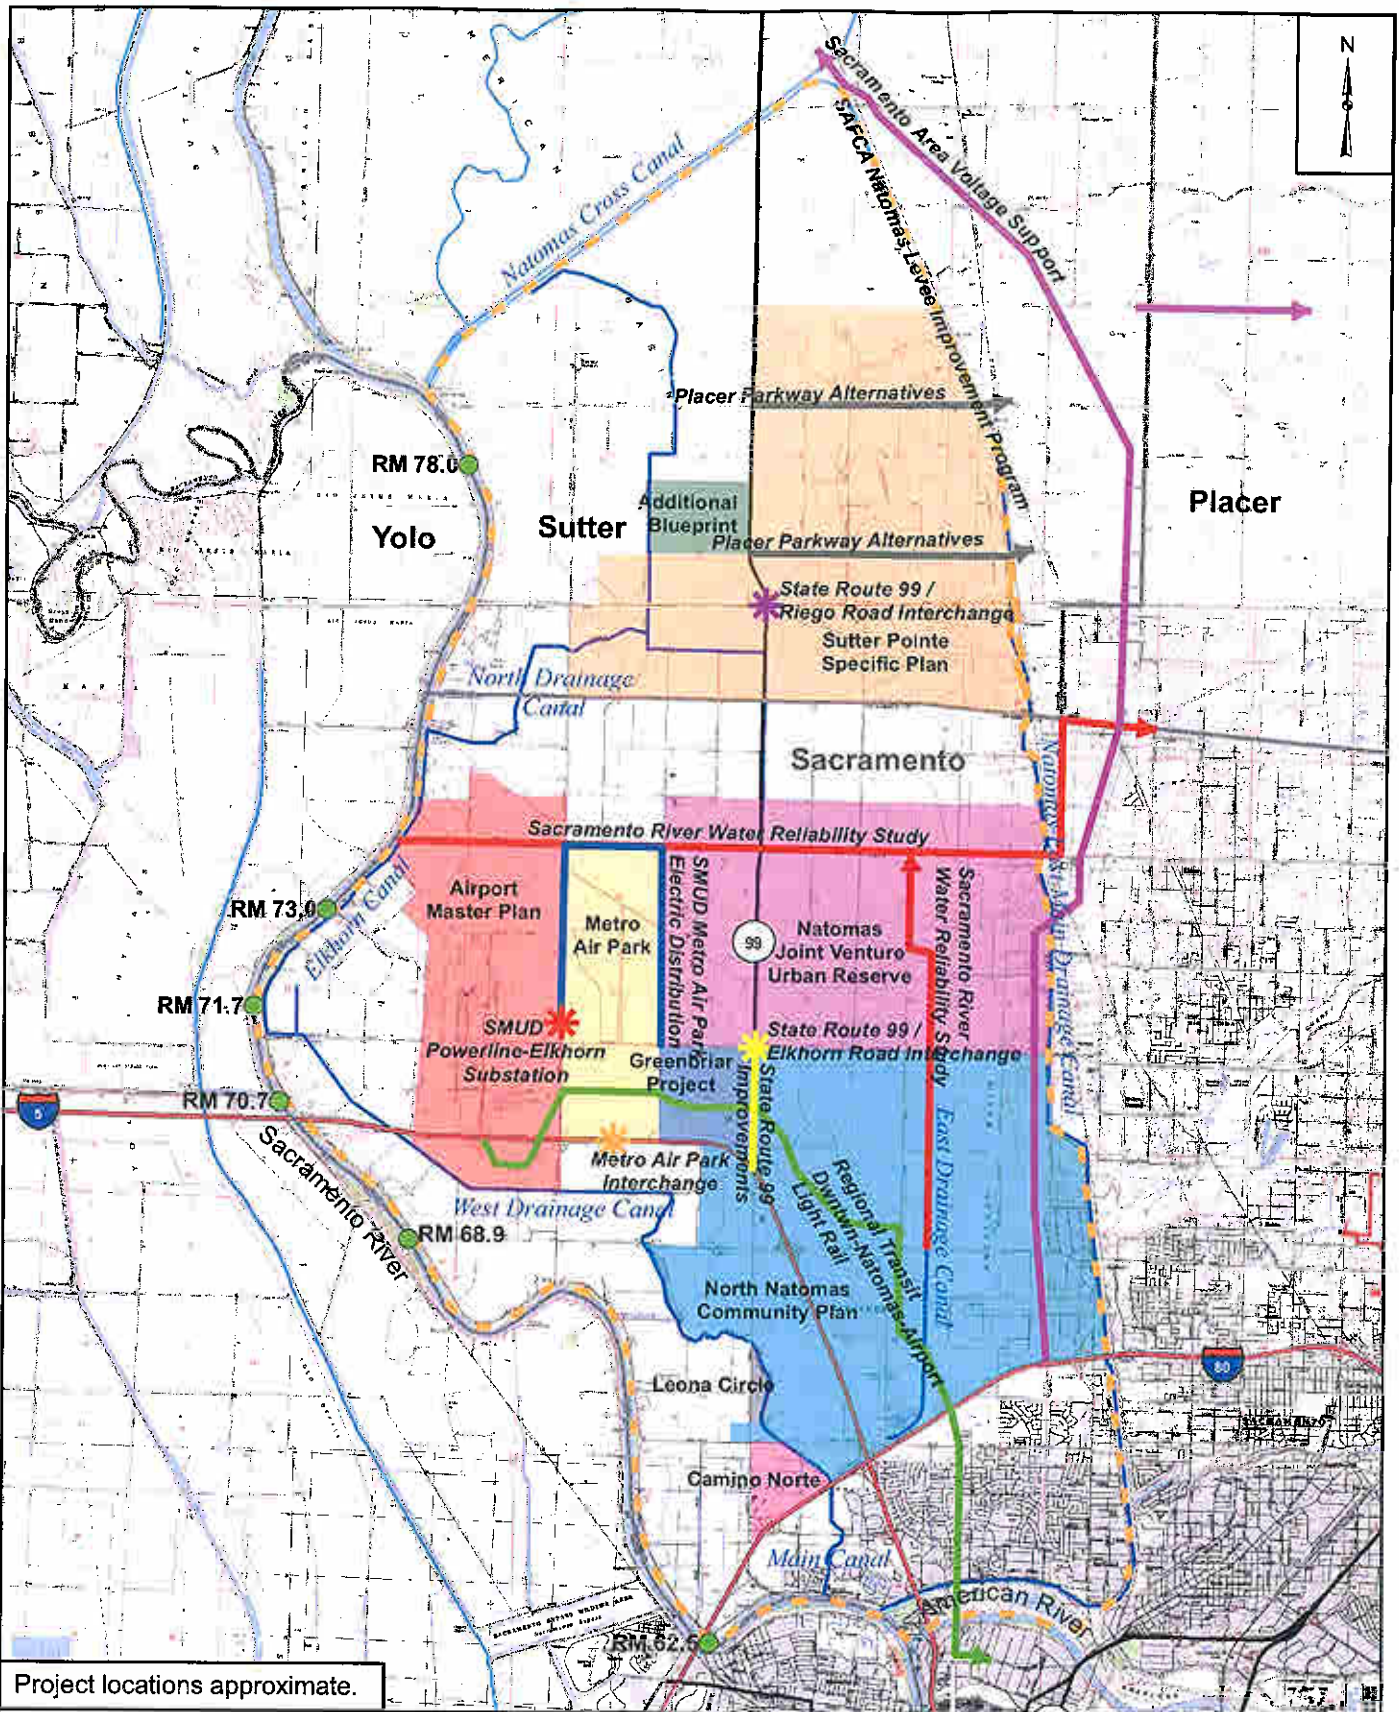 N
Sacramento Area Voltage Support
SAFCA Natomas Levee Improvement Program
Natomas Cross Canal
Placer Parkway Alternatives
RM 78.0
Yolo
Sutter
Placer
Additional
Blueprint
Placer Parkway Alternatives
State Route 99 /
Riego Road Interchange
Sutter Pointe
Specific Plan
North Drainage
Canal
Sacramento
Sacramento River Water Reliability Study
Airport
Master Plan
Metro
Air Park
SMUD Metro Air Park
Electric Distribution
99
Natomas
Joint Venture
Urban Reserve
Sacramento River
Water Reliability Study
Natomas East Main Drainage Canal
RM 73.0
Elkhorn Canal
RM 71.7
SMUD
Powerline-Elkhorn
Substation
State Route 99 /
Elkhorn Road Interchange
Greenbriar
Project
RM 70.7
5
State Route 99
Improvements
Metro Air Park
Interchange
West Drainage Canal
East Drainage Canal
Sacramento River
RM 68.9
Regional Transit
Dwntwn-Natomas-Airport
Light Rail
North Natomas
Community Plan
80
Leona Circle
Camino Norte
Main Canal
American River
RM 62.5
Project locations approximate.